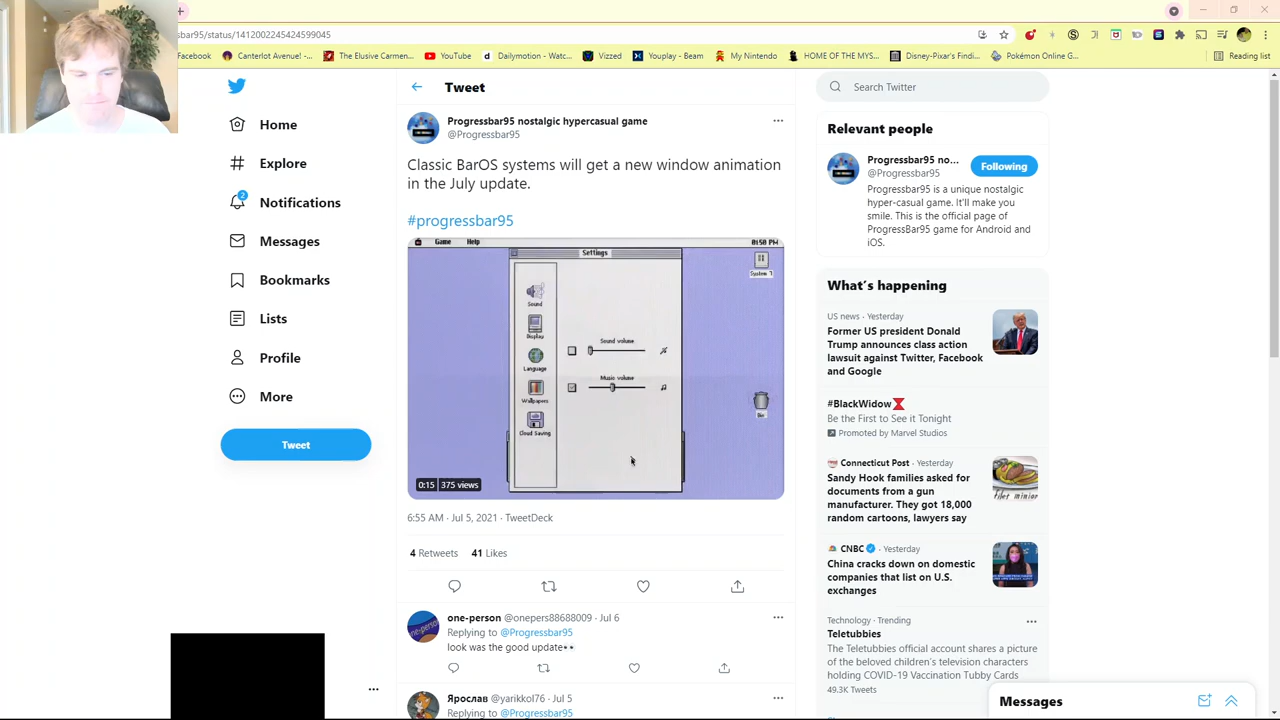 sbar95/status/1412002245424599045
Facebook
Canterlot Avenue! -...
The Elusive Carmen...
YouTube
Dailymotion - Watc...
Vizzed
Youplay - Beam
My Nintendo
HOME OF THE MYS...
Disney-Pixar's Findi...
Pokémon Online G...
Reading list
Home
Explore
2
Notifications
Messages
Bookmarks
Lists
Profile
More
Tweet
Tweet
Progressbar95 nostalgic hypercasual game
@Progressbar95
Classic BarOS systems will get a new window animation
in the July update.
#progressbar95
Game Help
01:50 PM
Settings
System 7
Sound
Display
Language
Wallpapers
Cloud Saving
Sound volume
Music volume
Bin
0:15 375 views
6:55 AM · Jul 5, 2021 · TweetDeck
4 Retweets 41 Likes
one-person @onepers88688009 · Jul 6
Replying to @Progressbar95
look was the good update👀
Ярослав @yarikkol76 · Jul 5
Replying to @Progressbar95
Search Twitter
Relevant people
Progressbar95 no...
@Progressbar95
Following
Progressbar95 is a unique nostalgic
hyper-casual game. It'll make you
smile. This is the official page of
ProgressBar95 game for Android and
iOS.
What's happening
US news · Yesterday
Former US president Donald
Trump announces class action
lawsuit against Twitter, Facebook
and Google
#BlackWidow
Be the First to See it Tonight
Promoted by Marvel Studios
Connecticut Post · Yesterday
Sandy Hook families asked for
documents from a gun
manufacturer. They got 18,000
random cartoons, lawyers say
filet minion
CNBC · Yesterday
China cracks down on domestic
companies that list on U.S.
exchanges
Technology · Trending
Teletubbies
The Teletubbies official account shares a picture
of the beloved children's television characters
holding COVID-19 Vaccination Tubby Cards
49.3K Tweets
Messages